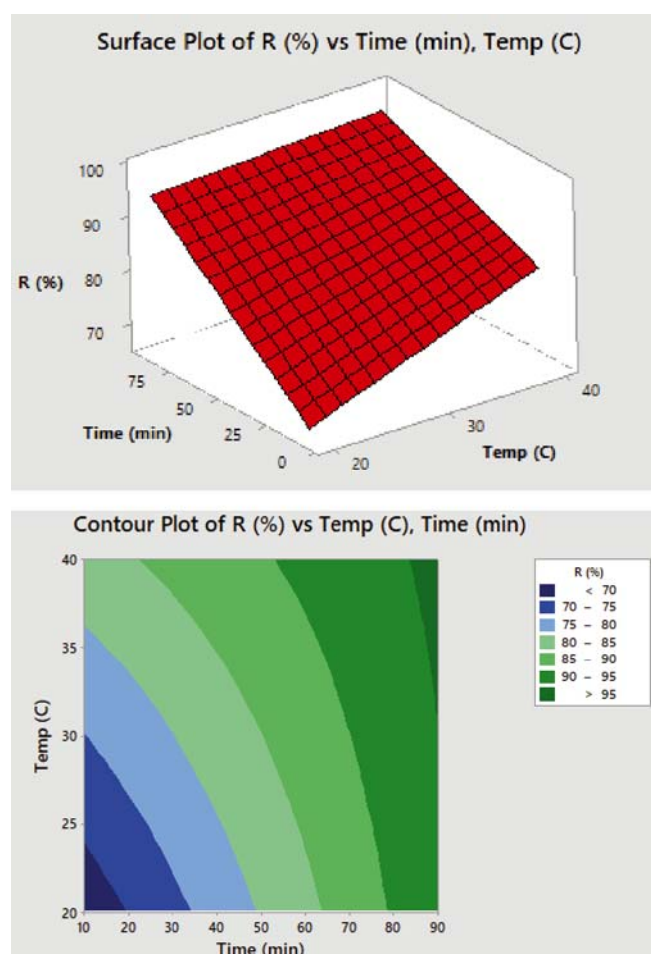 Surface Plot of R (%) vs Time (min), Temp (C)
100
90
80
70
R (%)
75
50
25
0
Time (min)
20
30
40
Temp (C)
Contour Plot of R (%) vs Temp (C), Time (min)
40
35
30
25
20
Temp (C)
10 20 30 40 50 60 70 80 90
Time (min)
R (%)
< 70
70 – 75
75 – 80
80 – 85
85 – 90
90 – 95
> 95